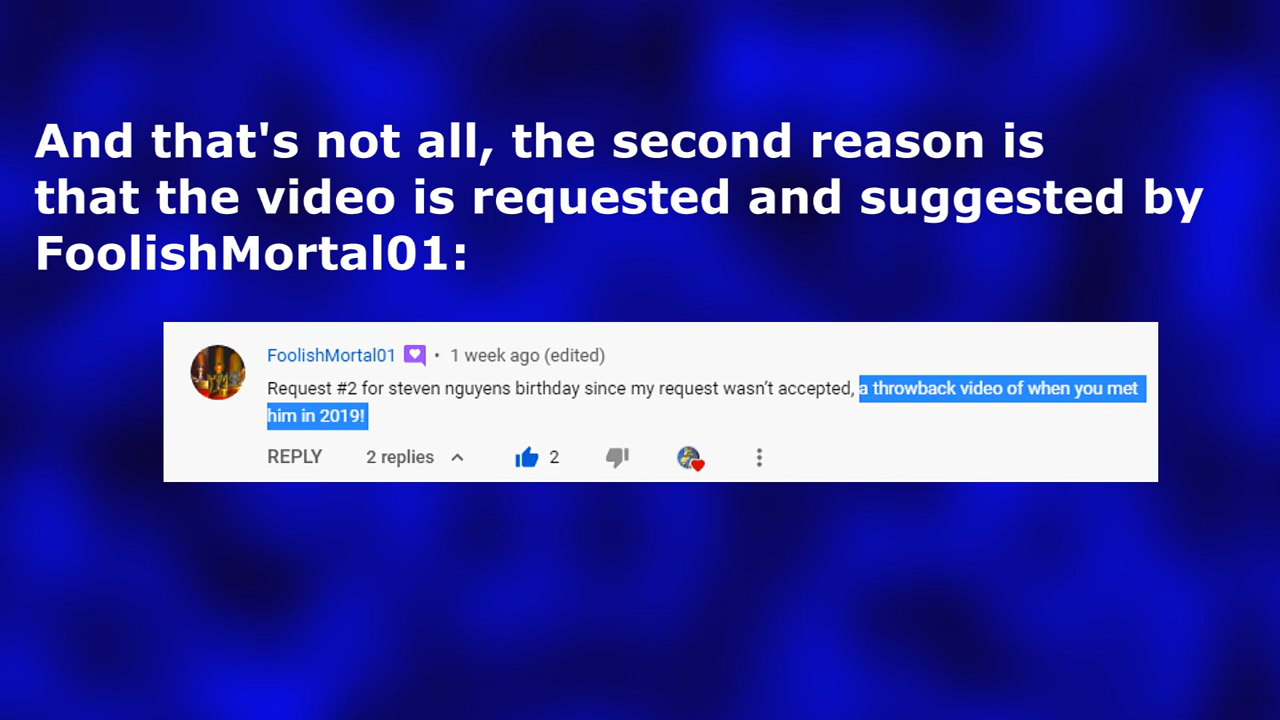 And that's not all, the second reason is
that the video is requested and suggested by
FoolishMortal01:
FoolishMortal01 • 1 week ago (edited)
Request #2 for steven nguyens birthday since my request wasn’t accepted, a throwback video of when you met
him in 2019!
REPLY 2 replies 2